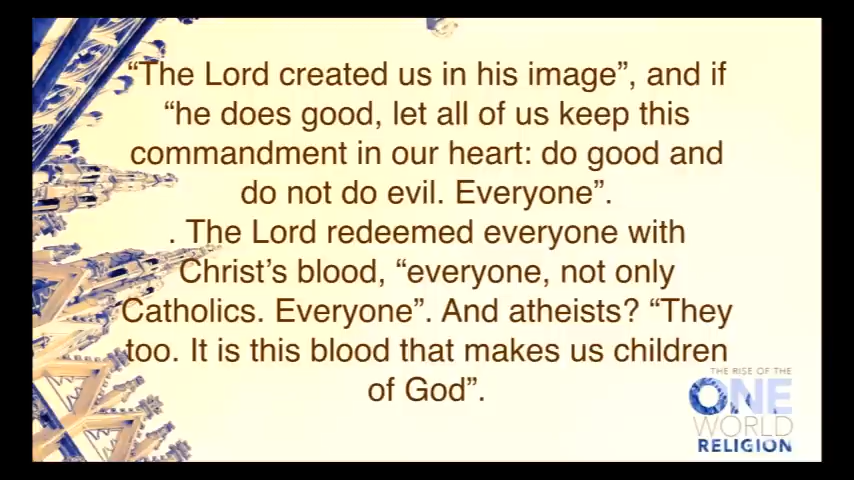 “The Lord created us in his image”, and if
“he does good, let all of us keep this
commandment in our heart: do good and
do not do evil. Everyone”.
. The Lord redeemed everyone with
Christ’s blood, “everyone, not only
Catholics. Everyone”. And atheists? “They
too. It is this blood that makes us children
of God”.
THE RISE OF THE
ONE
WORLD
RELIGION